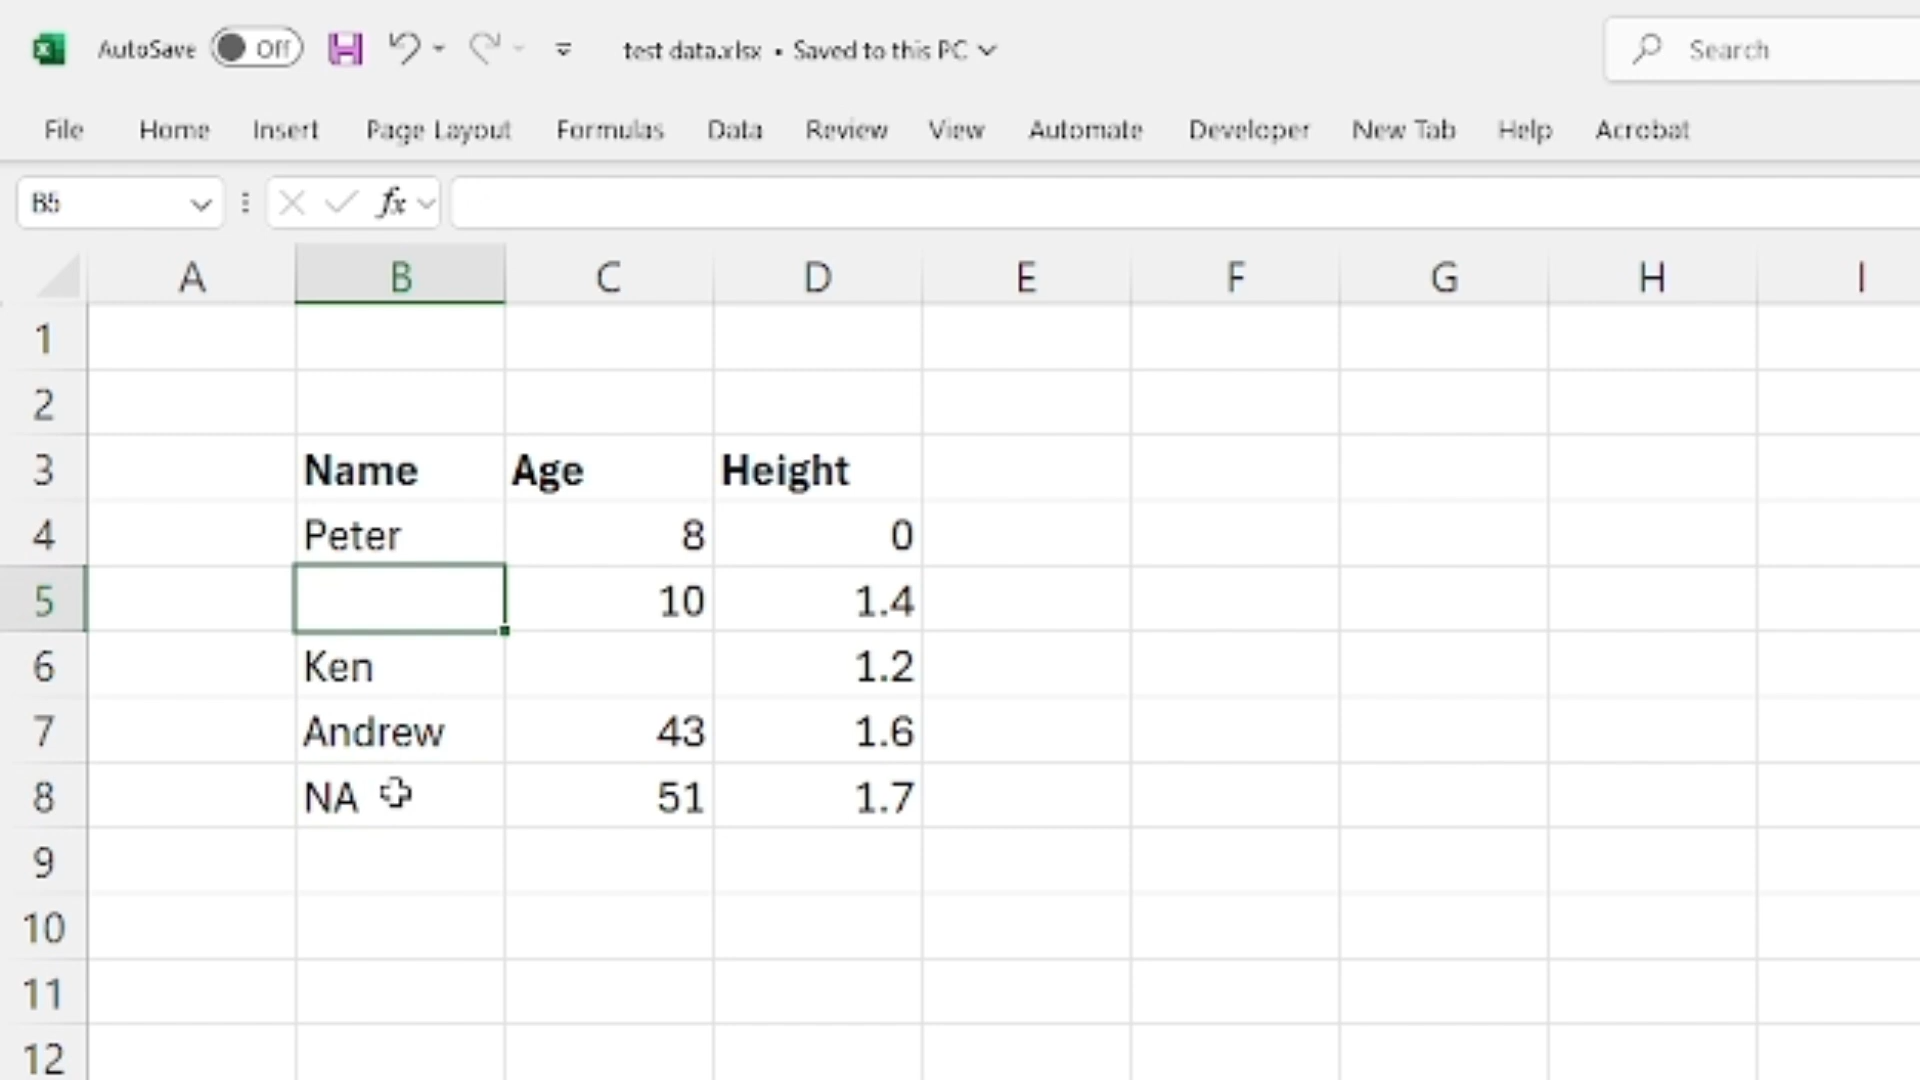 AutoSave Off test data.xlsx • Saved to this PC Search
File Home Insert Page Layout Formulas Data Review View Automate Developer New Tab Help Acrobat
B5 fx
A B C D E F G H I
1
2
3 Name Age Height
4 Peter 8 0
5 10 1.4
6 Ken 1.2
7 Andrew 43 1.6
8 NA 51 1.7
9
10
11
12